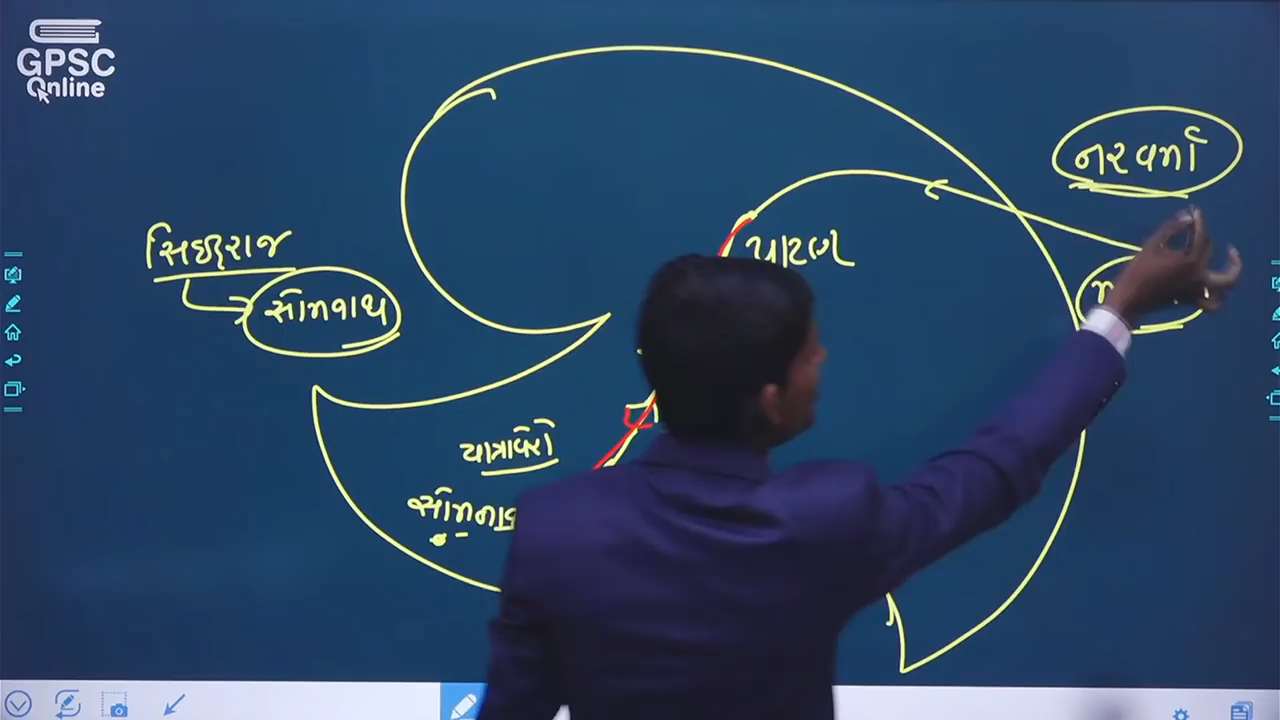 GPSC
Online
નરવર્મા
સિદ્ધરાજ
પાટણ
સોમનાથ
યાત્રાવેરો